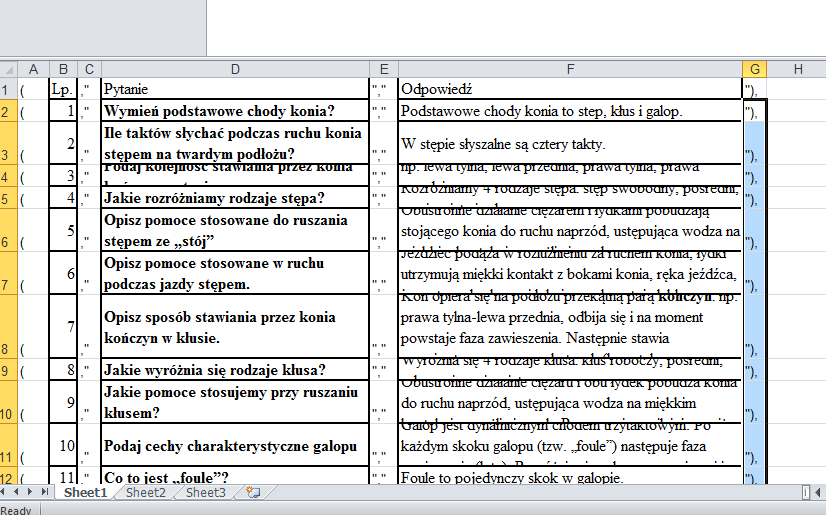 A B C D E F G H
1 ( Lp. ," Pytanie "," Odpowiedź "),
2 ( 1 ," Wymień podstawowe chody konia? "," Podstawowe chody konia to step, kłus i galop. "),
Ile taktów słychać podczas ruchu konia
3 ( 2 ," stępem na twardym podłożu? "," W stępie słyszalne są cztery takty. "),
Podaj kolejność stawiania przez konia
4 ( 3 ," "," np. lewa tylna, lewa przednia, prawa tylna, prawa "),
Rozróżniamy 4 rodzaje stępa: stęp swobodny, pośredni,
5 ( 4 ," Jakie rozróżniamy rodzaje stępa? "," "),
Opisz pomoce stosowane do ruszania
stępem ze „stój”
Obustronne działanie ciężarem i łydkami pobudzają
stojącego konia do ruchu naprzód, ustępująca wodza na
6 ( 5 ," "," "),
Opisz pomoce stosowane w ruchu
podczas jazdy stępem.
Jeździec podąża w rozluźnieniu za ruchem konia, łydki
utrzymują miękki kontakt z bokami konia, ręka jeźdźca,
7 ( 6 ," "," "),
Opisz sposób stawiania przez konia
kończyn w kłusie.
Koń opiera się na podłożu przekątną parą kończyn. np.
prawa tylna-lewa przednia, odbija się i na moment
powstaje faza zawieszenia. Następnie stawia
8 ( 7 ," "," "),
Wyróżnia się 4 rodzaje kłusa: kłus roboczy, pośredni,
9 ( 8 ," Jakie wyróżnia się rodzaje kłusa? "," "),
Jakie pomoce stosujemy przy ruszaniu
kłusem?
Obustronne działanie ciężaru i obu łydek pobudza konia
do ruchu naprzód, ustępująca wodza na miękkim
10 ( 9 ," "," "),
Podaj cechy charakterystyczne galopu
Galop jest dynamicznym chodem trzytaktowym. Po
każdym skoku galopu (tzw. „foule”) następuje faza
11 ( 10 ," "," "),
12 ( 11 ," Co to jest „foule”? "," Foule to pojedynczy skok w galopie. "),
Sheet1 Sheet2 Sheet3
Ready